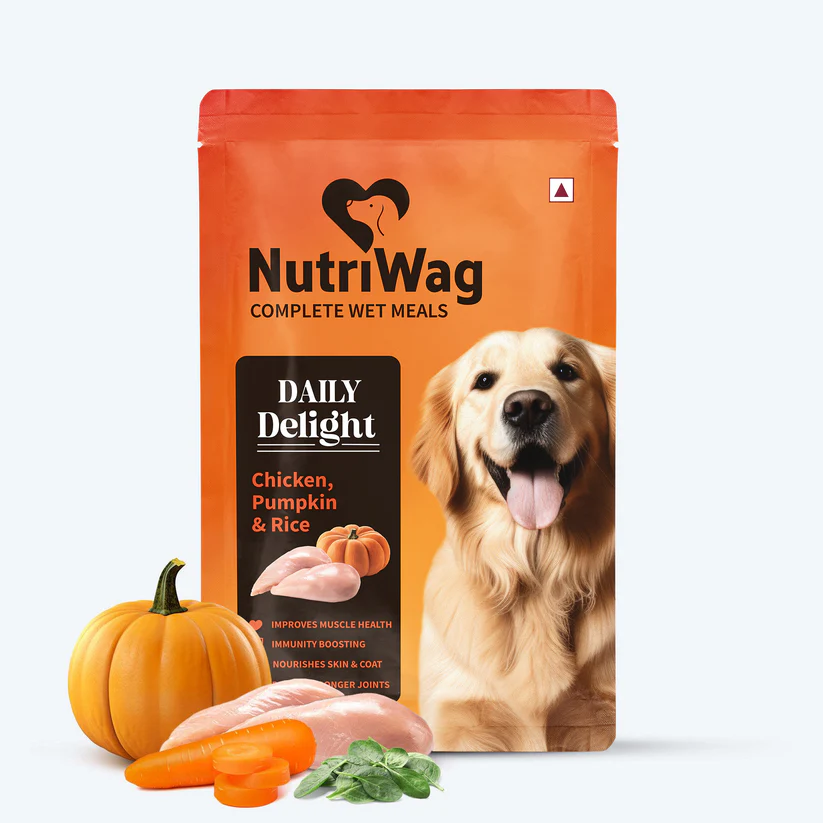 NutriWag
COMPLETE WET MEALS
DAILY
Delight
Chicken,
Pumpkin
& Rice
IMPROVES MUSCLE HEALTH
IMMUNITY BOOSTING
NOURISHES SKIN & COAT
JOINTS